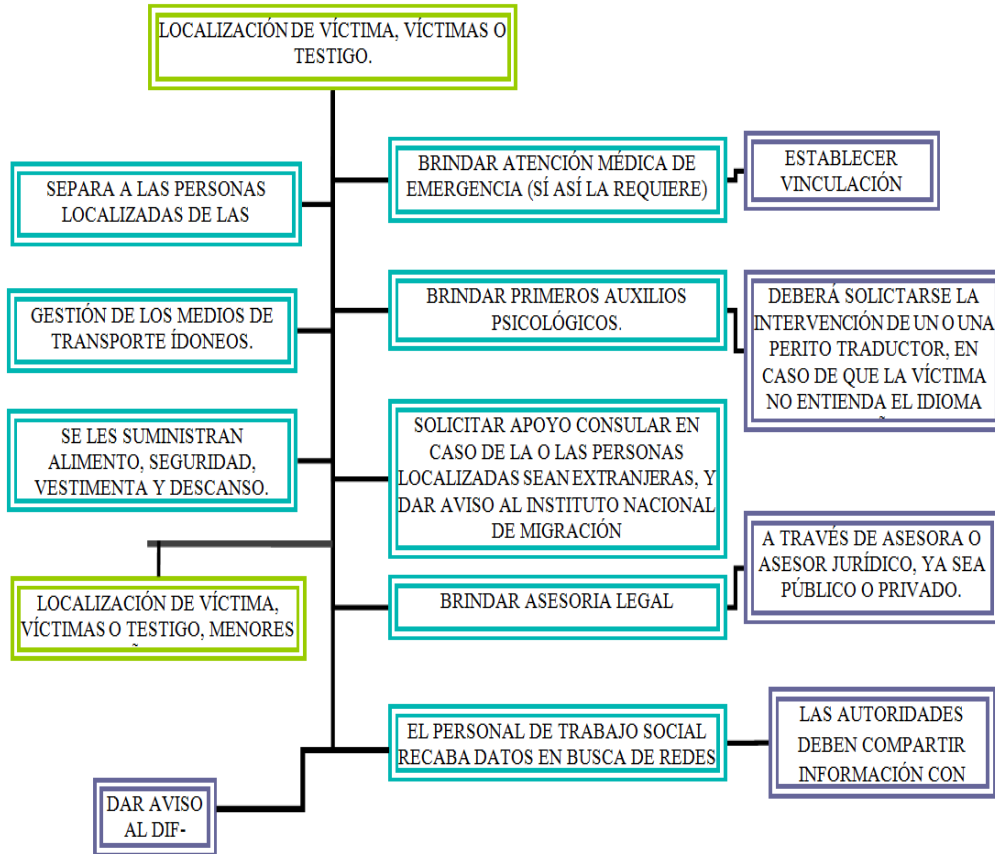 LOCALIZACIÓN DE VÍCTIMA, VÍCTIMAS O
TESTIGO.
BRINDAR ATENCIÓN MÉDICA DE
EMERGENCIA (SÍ ASÍ LA REQUIERE)
ESTABLECER
VINCULACIÓN
SEPARA A LAS PERSONAS
LOCALIZADAS DE LAS
BRINDAR PRIMEROS AUXILIOS
PSICOLÓGICOS.
DEBERÁ SOLICTARSE LA
INTERVENCIÓN DE UN O UNA
PERITO TRADUCTOR, EN
CASO DE QUE LA VÍCTIMA
NO ENTIENDA EL IDIOMA
GESTIÓN DE LOS MEDIOS DE
TRANSPORTE ÍDONEOS.
SE LES SUMINISTRAN
ALIMENTO, SEGURIDAD,
VESTIMENTA Y DESCANSO.
SOLICITAR APOYO CONSULAR EN
CASO DE LA O LAS PERSONAS
LOCALIZADAS SEAN EXTRANJERAS, Y
DAR AVISO AL INSTITUTO NACIONAL
DE MIGRACIÓN
A TRAVÉS DE ASESORA O
ASESOR JURÍDICO, YA SEA
PÚBLICO O PRIVADO.
LOCALIZACIÓN DE VÍCTIMA,
VÍCTIMAS O TESTIGO, MENORES
BRINDAR ASESORIA LEGAL
EL PERSONAL DE TRABAJO SOCIAL
RECABA DATOS EN BUSCA DE REDES
LAS AUTORIDADES
DEBEN COMPARTIR
INFORMACIÓN CON
DAR AVISO
AL DIF-